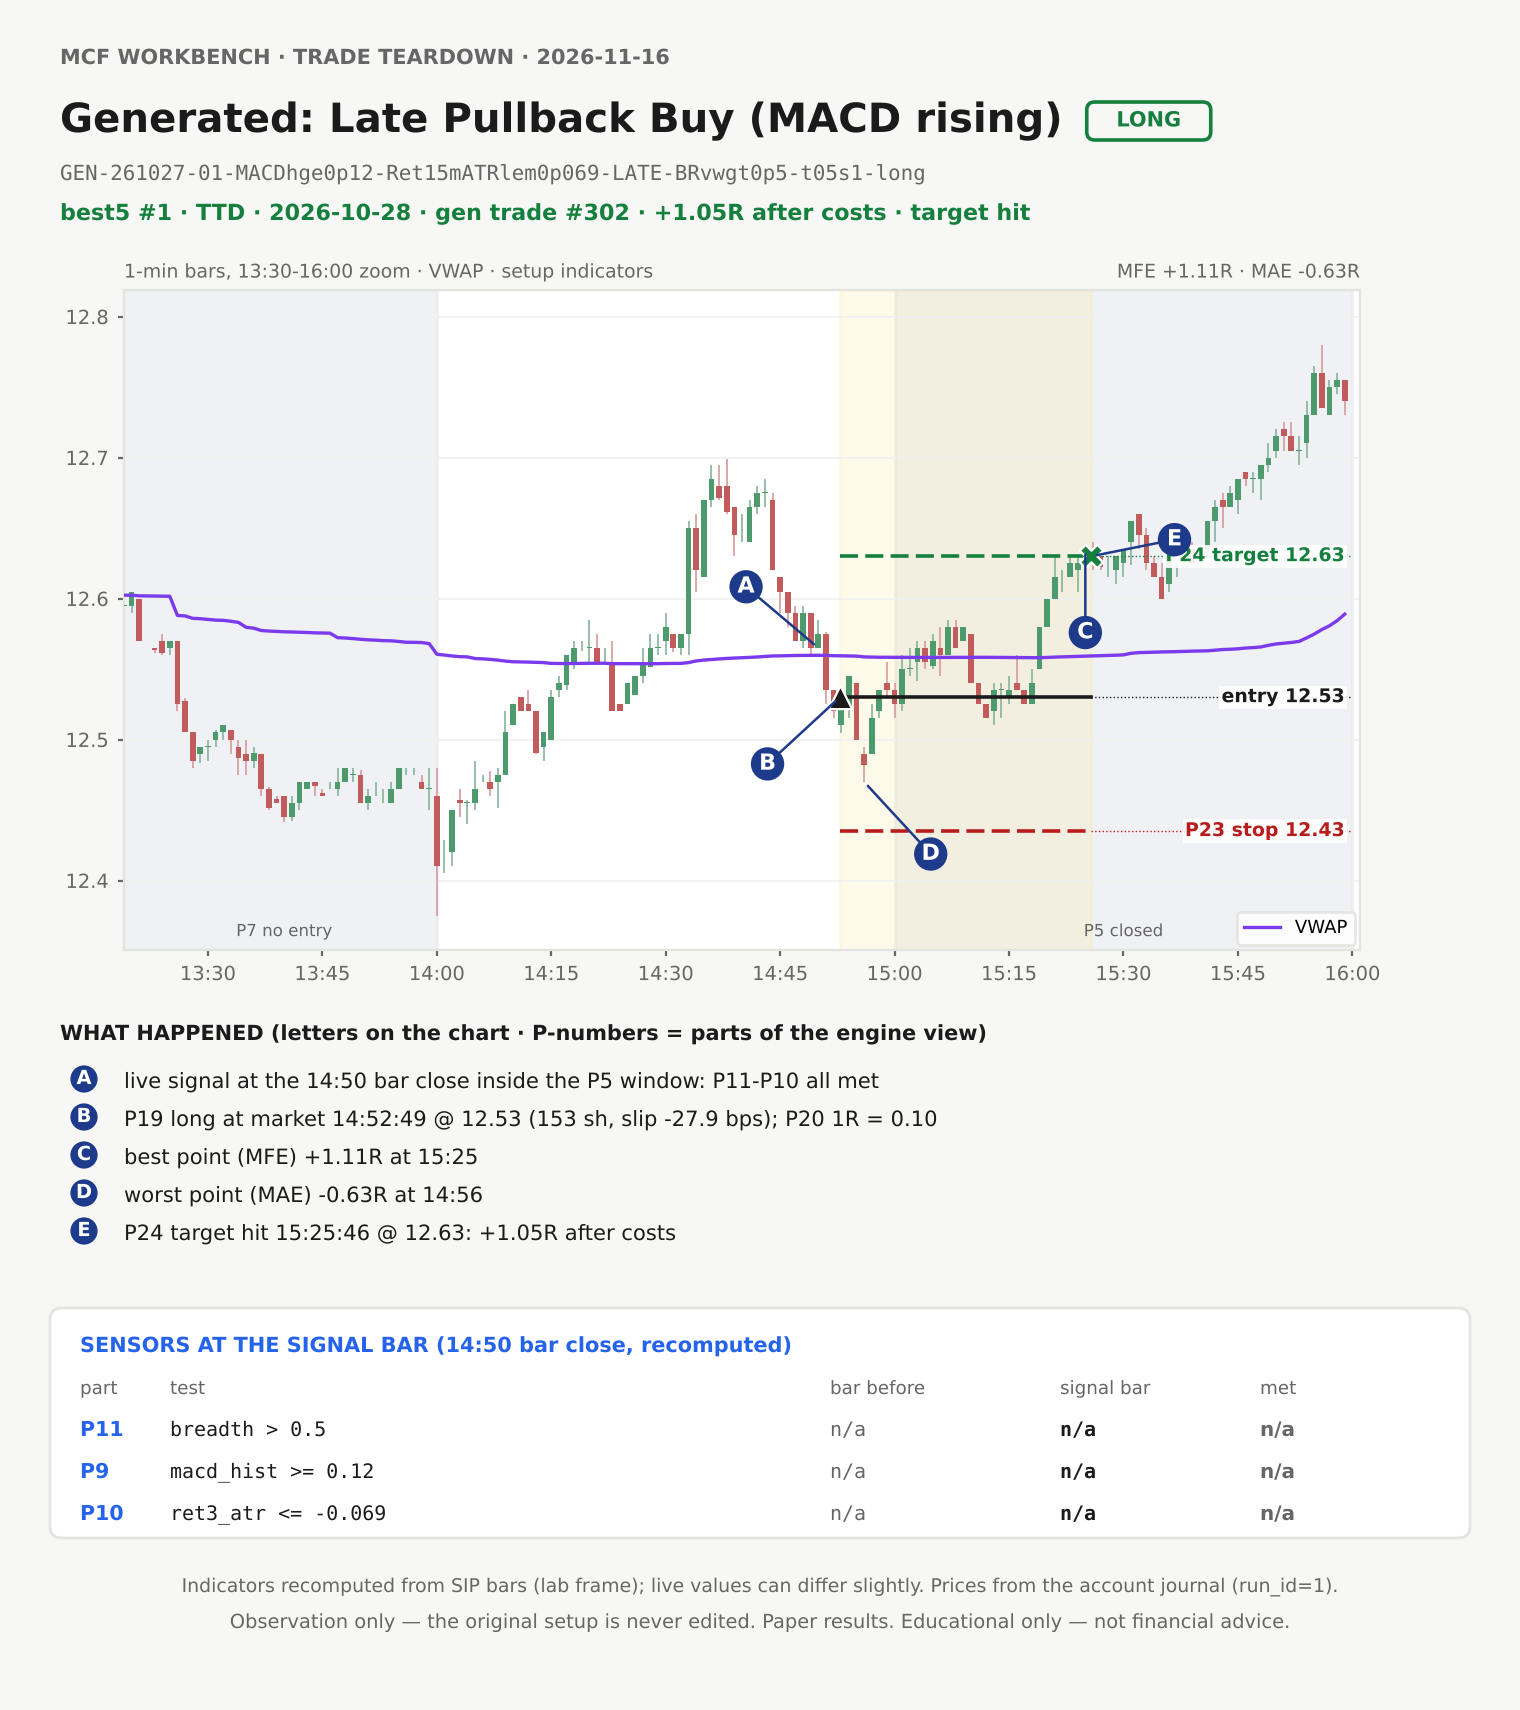 MCF WORKBENCH · TRADE TEARDOWN · 2026-11-16
Generated: Late Pullback Buy (MACD rising) LONG
GEN-261027-01-MACDhge0p12-Ret15mATRlem0p069-LATE-BRvwgt0p5-t05s1-long
best5 #1 · TTD · 2026-10-28 · gen trade #302 · +1.05R after costs · target hit
1-min bars, 13:30-16:00 zoom · VWAP · setup indicators MFE +1.11R · MAE -0.63R
12.8
12.7
12.6
12.5
12.4
A
B
C
D
E
P24 target 12.63
entry 12.53
P23 stop 12.43
P7 no entry
P5 closed
VWAP
13:30 13:45 14:00 14:15 14:30 14:45 15:00 15:15 15:30 15:45 16:00
WHAT HAPPENED (letters on the chart · P-numbers = parts of the engine view)
A live signal at the 14:50 bar close inside the P5 window: P11-P10 all met
B P19 long at market 14:52:49 @ 12.53 (153 sh, slip -27.9 bps); P20 1R = 0.10
C best point (MFE) +1.11R at 15:25
D worst point (MAE) -0.63R at 14:56
E P24 target hit 15:25:46 @ 12.63: +1.05R after costs
SENSORS AT THE SIGNAL BAR (14:50 bar close, recomputed)
part test bar before signal bar met
P11 breadth > 0.5 n/a n/a n/a
P9 macd_hist >= 0.12 n/a n/a n/a
P10 ret3_atr <= -0.069 n/a n/a n/a
Indicators recomputed from SIP bars (lab frame); live values can differ slightly. Prices from the account journal (run_id=1).
Observation only — the original setup is never edited. Paper results. Educational only — not financial advice.